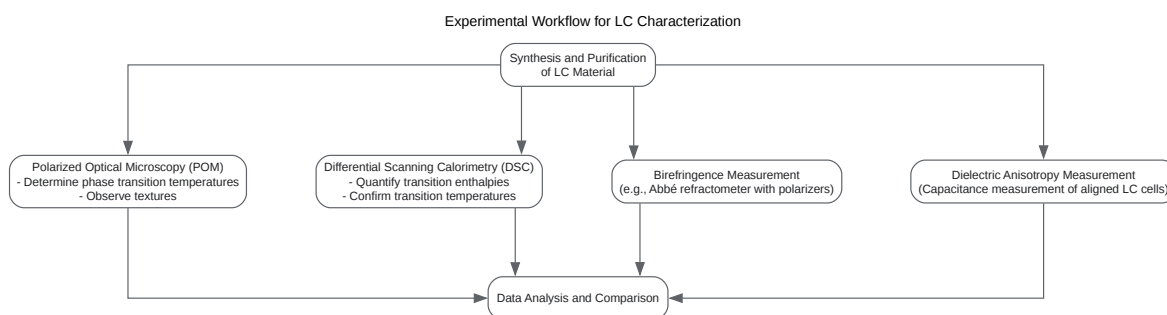 Experimental Workflow for LC Characterization
Synthesis and Purification
of LC Material
Polarized Optical Microscopy (POM)
- Determine phase transition temperatures
- Observe textures
Differential Scanning Calorimetry (DSC)
- Quantify transition enthalpies
- Confirm transition temperatures
Birefringence Measurement
(e.g., Abbé refractometer with polarizers)
Dielectric Anisotropy Measurement
(Capacitance measurement of aligned LC cells)
Data Analysis and Comparison